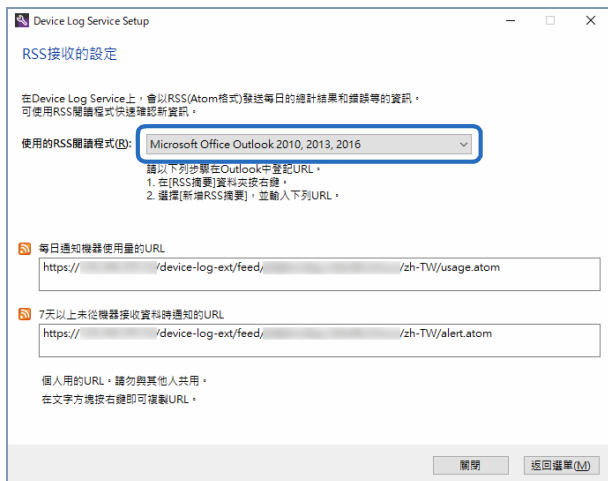 Device Log Service Setup
RSS接收的設定
在Device Log Service上，會以RSS(Atom格式)發送每日的總計結果和錯誤等的資訊。
可使用RSS閱讀程式快速確認新資訊。
使用的RSS閱讀程式(R):
Microsoft Office Outlook 2010, 2013, 2016
請以下列步驟在Outlook中登記URL。
1. 在[RSS摘要]資料夾按右鍵。
2. 選擇[新增RSS摘要]，並輸入下列URL。
每日通知機器使用量的URL
https:// /device-log-ext/feed/ /zh-TW/usage.atom
7天以上未從機器接收資料時通知的URL
https:// /device-log-ext/feed/ /zh-TW/alert.atom
個人用的URL。請勿與其他人共用。
在文字方塊按右鍵即可複製URL。
關閉
返回選單(M)